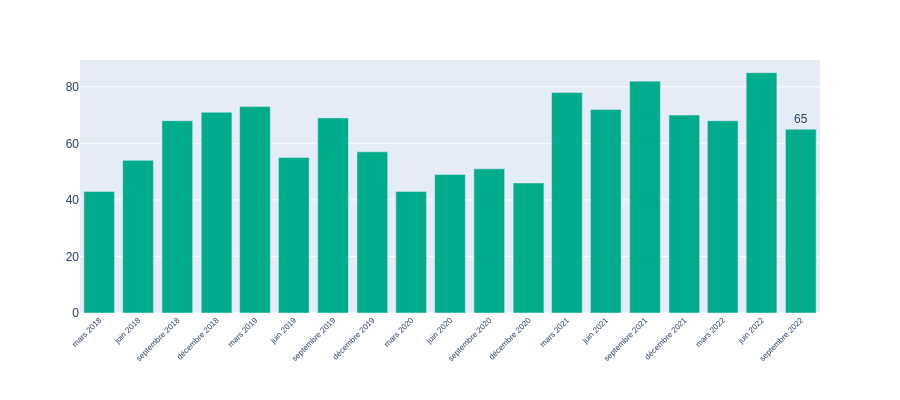 80
60
40
20
0
65
mars 2018
juin 2018
septembre 2018
décembre 2018
mars 2019
juin 2019
septembre 2019
décembre 2019
mars 2020
juin 2020
septembre 2020
décembre 2020
mars 2021
juin 2021
septembre 2021
décembre 2021
mars 2022
juin 2022
septembre 2022